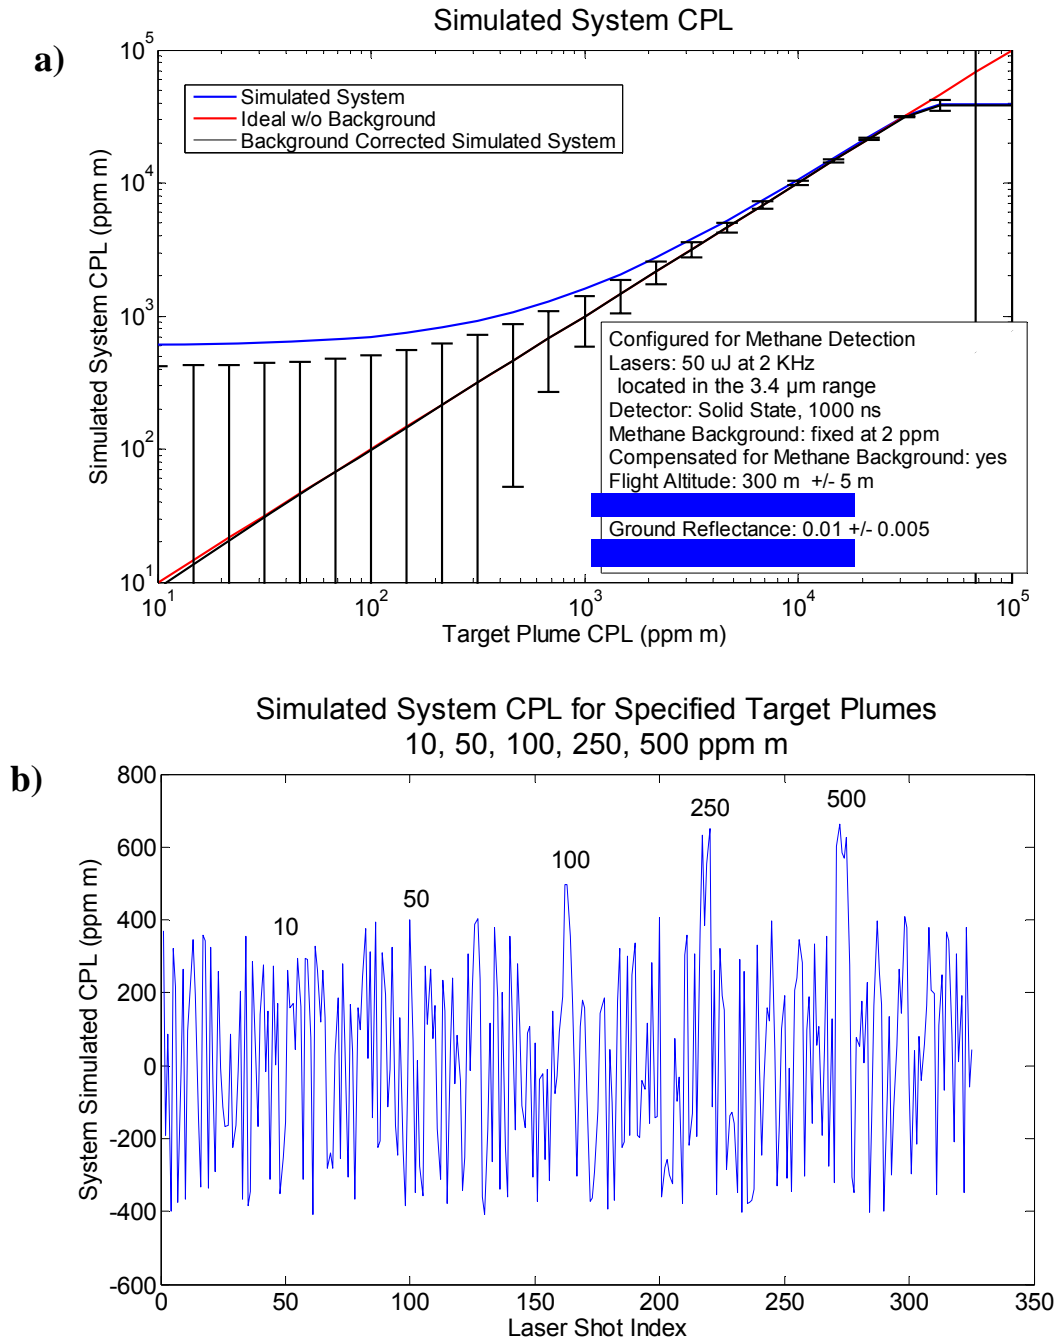 Simulated System CPL
a)
10^5
10^4
10^3
10^2
10^1
Simulated System CPL (ppm m)
Simulated System
Ideal w/o Background
Background Corrected Simulated System
Configured for Methane Detection
Lasers: 50 uJ at 2 KHz
located in the 3.4 µm range
Detector: Solid State, 1000 ns
Methane Background: fixed at 2 ppm
Compensated for Methane Background: yes
Flight Altitude: 300 m +/- 5 m
Ground Reflectance: 0.01 +/- 0.005
10^1 10^2 10^3 10^4 10^5
Target Plume CPL (ppm m)
Simulated System CPL for Specified Target Plumes
10, 50, 100, 250, 500 ppm m
b)
800
600
400
200
0
-200
-400
-600
System Simulated CPL (ppm m)
10
50
100
250
500
0 50 100 150 200 250 300 350
Laser Shot Index